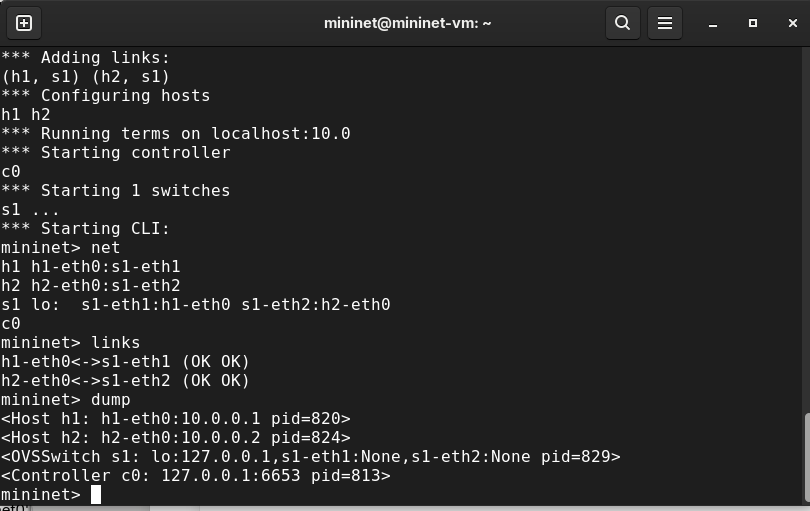 mininet@mininet-vm: ~
*** Adding links:
(h1, s1) (h2, s1)
*** Configuring hosts
h1 h2
*** Running terms on localhost:10.0
*** Starting controller
c0
*** Starting 1 switches
s1 ...
*** Starting CLI:
mininet> net
h1 h1-eth0:s1-eth1
h2 h2-eth0:s1-eth2
s1 lo:  s1-eth1:h1-eth0 s1-eth2:h2-eth0
c0
mininet> links
h1-eth0<->s1-eth1 (OK OK)
h2-eth0<->s1-eth2 (OK OK)
mininet> dump
<Host h1: h1-eth0:10.0.0.1 pid=820>
<Host h2: h2-eth0:10.0.0.2 pid=824>
<OVSSwitch s1: lo:127.0.0.1,s1-eth1:None,s1-eth2:None pid=829>
<Controller c0: 127.0.0.1:6653 pid=813>
mininet>